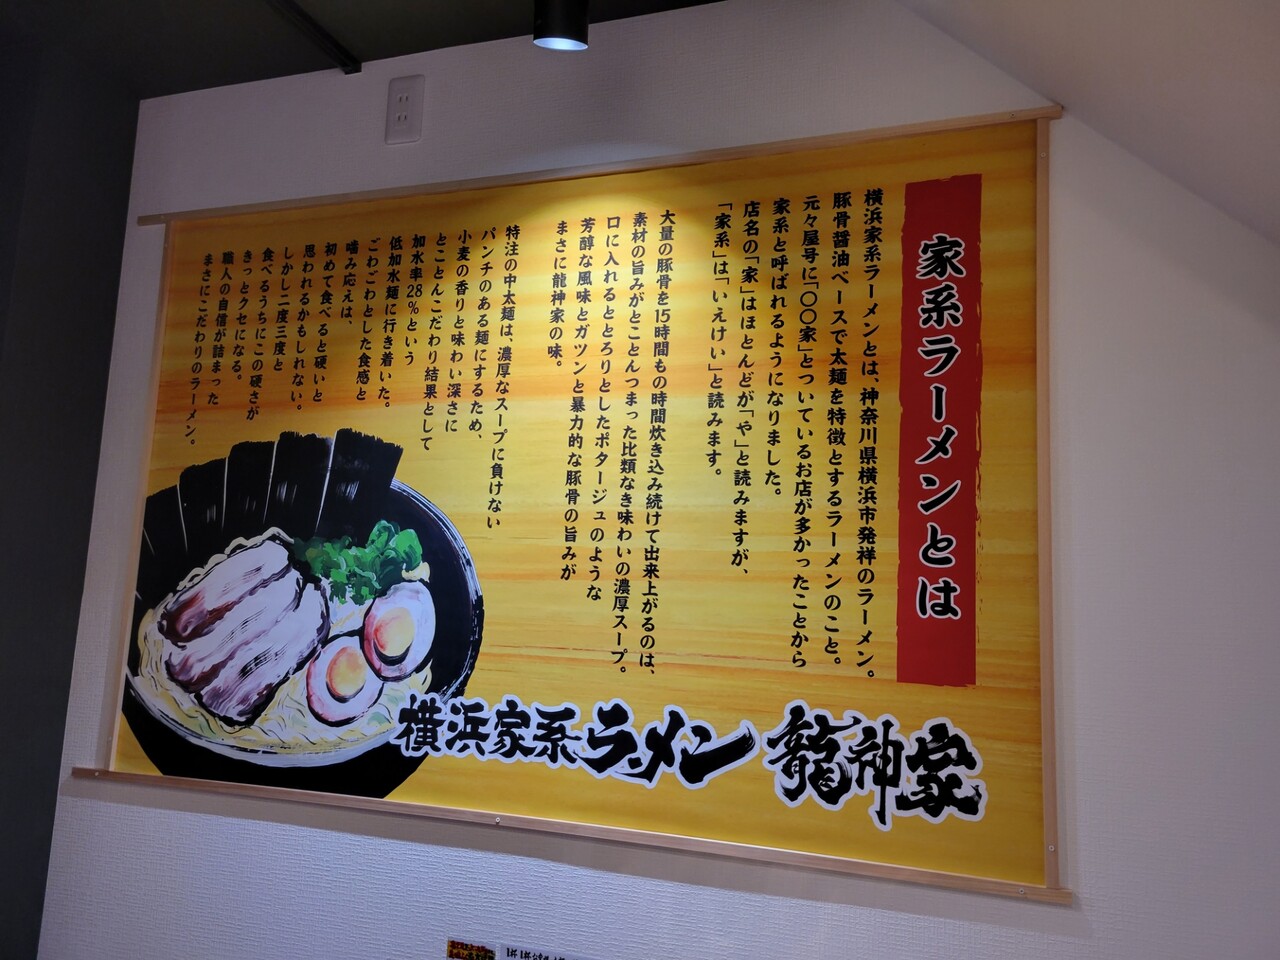 家系ラーメンとは
横浜家系ラーメンとは、神奈川県横浜市発祥のラーメン。
豚骨醤油ベースで太麺を特徴とするラーメンのこと。
元々屋号に「〇〇家」とついているお店が多かったことから
家系と呼ばれるようになりました。
店名の「家」はほとんどが「や」と読みますが、
「家系」は「いえけい」と読みます。
大量の豚骨を15時間もの時間炊き込み続けて出来上がるのは、
素材の旨みがとことんつまった比類なき味わいの濃厚スープ。
口に入れるととろりとしたポタージュのような
芳醇な風味とガツンと暴力的な豚骨の旨みが
まさに龍神家の味。
特注の中太麺は、濃厚なスープに負けない
パンチのある麺にするため、
小麦の香りと味わい深さに
とことんこだわり結果として
加水率28%という
低加水麺に行き着いた。
ごわごわとした食感と
噛み応えは、
初めて食べると硬いと
思われるかもしれない。
しかし二度三度と
食べるうちにこの硬さが
きっとクセになる。
職人の自信が詰まった
まさにこだわりのラーメン。
横浜家系ラーメン 龍神家